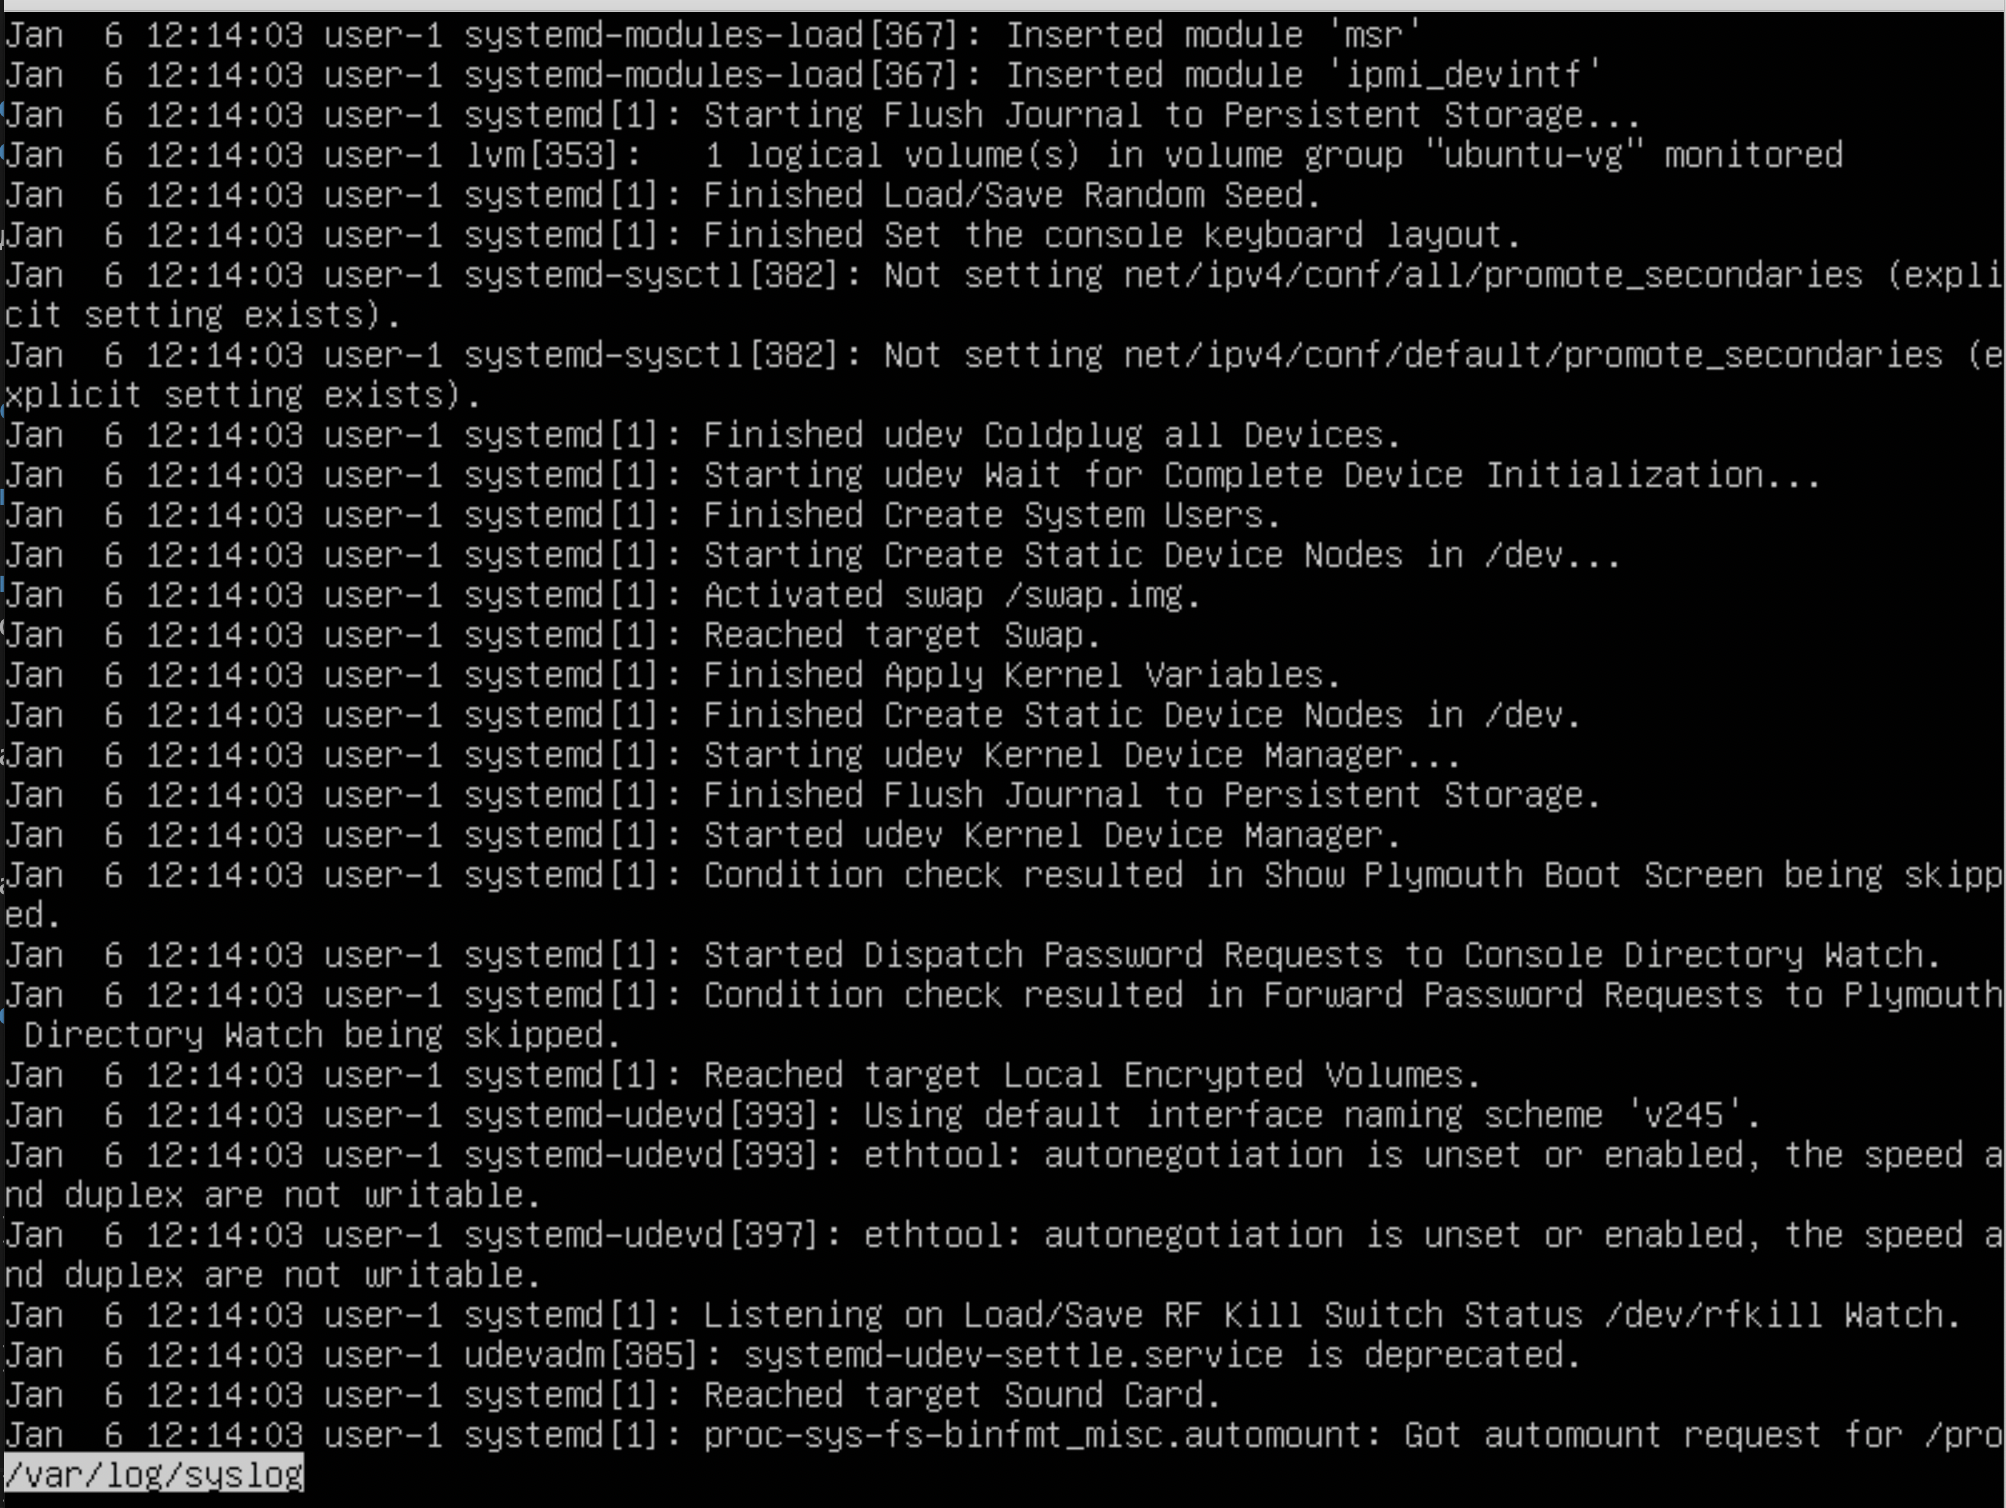 Jan  6 12:14:03 user-1 systemd-modules-load[367]: Inserted module 'msr'
Jan  6 12:14:03 user-1 systemd-modules-load[367]: Inserted module 'ipmi_devintf'
Jan  6 12:14:03 user-1 systemd[1]: Starting Flush Journal to Persistent Storage...
Jan  6 12:14:03 user-1 lvm[353]:   1 logical volume(s) in volume group "ubuntu-vg" monitored
Jan  6 12:14:03 user-1 systemd[1]: Finished Load/Save Random Seed.
Jan  6 12:14:03 user-1 systemd[1]: Finished Set the console keyboard layout.
Jan  6 12:14:03 user-1 systemd-sysctl[382]: Not setting net/ipv4/conf/all/promote_secondaries (expli
cit setting exists).
Jan  6 12:14:03 user-1 systemd-sysctl[382]: Not setting net/ipv4/conf/default/promote_secondaries (e
xplicit setting exists).
Jan  6 12:14:03 user-1 systemd[1]: Finished udev Coldplug all Devices.
Jan  6 12:14:03 user-1 systemd[1]: Starting udev Wait for Complete Device Initialization...
Jan  6 12:14:03 user-1 systemd[1]: Finished Create System Users.
Jan  6 12:14:03 user-1 systemd[1]: Starting Create Static Device Nodes in /dev...
Jan  6 12:14:03 user-1 systemd[1]: Activated swap /swap.img.
Jan  6 12:14:03 user-1 systemd[1]: Reached target Swap.
Jan  6 12:14:03 user-1 systemd[1]: Finished Apply Kernel Variables.
Jan  6 12:14:03 user-1 systemd[1]: Finished Create Static Device Nodes in /dev.
Jan  6 12:14:03 user-1 systemd[1]: Starting udev Kernel Device Manager...
Jan  6 12:14:03 user-1 systemd[1]: Finished Flush Journal to Persistent Storage.
Jan  6 12:14:03 user-1 systemd[1]: Started udev Kernel Device Manager.
Jan  6 12:14:03 user-1 systemd[1]: Condition check resulted in Show Plymouth Boot Screen being skipp
ed.
Jan  6 12:14:03 user-1 systemd[1]: Started Dispatch Password Requests to Console Directory Watch.
Jan  6 12:14:03 user-1 systemd[1]: Condition check resulted in Forward Password Requests to Plymouth
 Directory Watch being skipped.
Jan  6 12:14:03 user-1 systemd[1]: Reached target Local Encrypted Volumes.
Jan  6 12:14:03 user-1 systemd-udevd[393]: Using default interface naming scheme 'v245'.
Jan  6 12:14:03 user-1 systemd-udevd[393]: ethtool: autonegotiation is unset or enabled, the speed a
nd duplex are not writable.
Jan  6 12:14:03 user-1 systemd-udevd[397]: ethtool: autonegotiation is unset or enabled, the speed a
nd duplex are not writable.
Jan  6 12:14:03 user-1 systemd[1]: Listening on Load/Save RF Kill Switch Status /dev/rfkill Watch.
Jan  6 12:14:03 user-1 udevadm[385]: systemd-udev-settle.service is deprecated.
Jan  6 12:14:03 user-1 systemd[1]: Reached target Sound Card.
Jan  6 12:14:03 user-1 systemd[1]: proc-sys-fs-binfmt_misc.automount: Got automount request for /pro
/var/log/syslog